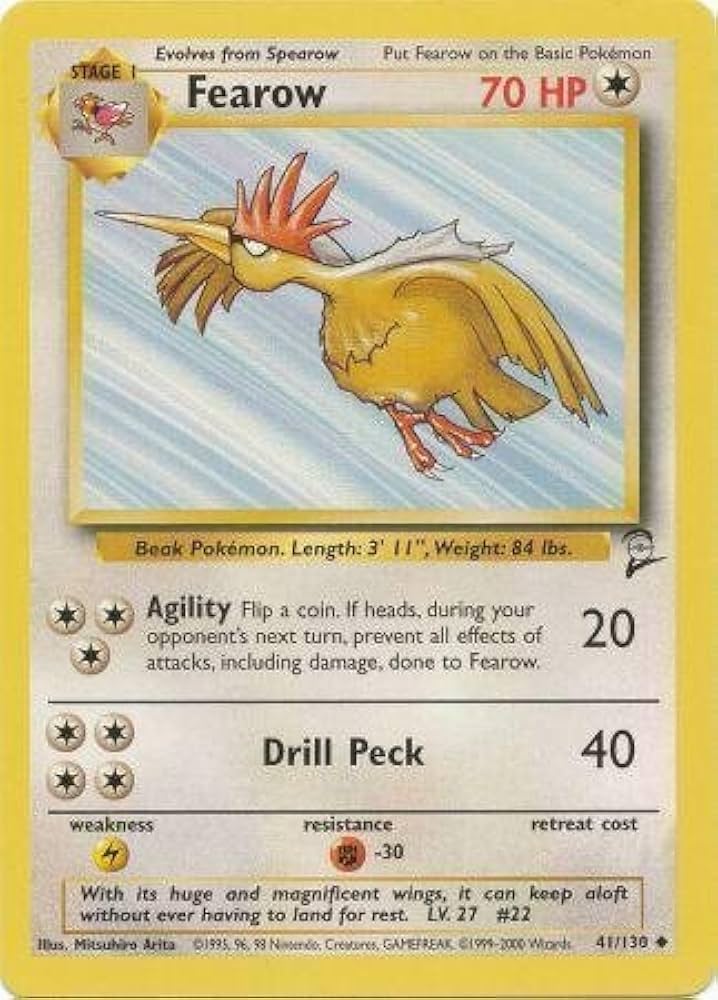 Evolves from Spearow Put Fearow on the Basic Pokémon
STAGE 1
Fearow 70 HP
Beak Pokémon. Length: 3' 11", Weight: 84 lbs.
Agility Flip a coin. If heads, during your
opponent's next turn, prevent all effects of
attacks, including damage, done to Fearow.
20
Drill Peck 40
weakness resistance retreat cost
-30
With its huge and magnificent wings, it can keep aloft
without ever having to land for rest. LV. 27 #22
Illus. Mitsuhiro Arita ©1995, 96, 98 Nintendo, Creatures, GAMEFREAK. ©1999-2000 Wizards. 41/130